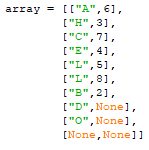 array = [["A",6],
["H",3],
["C",7],
["E",4],
["L",5],
["L",8],
["B",2],
["D",None],
["O",None],
[None,None]]